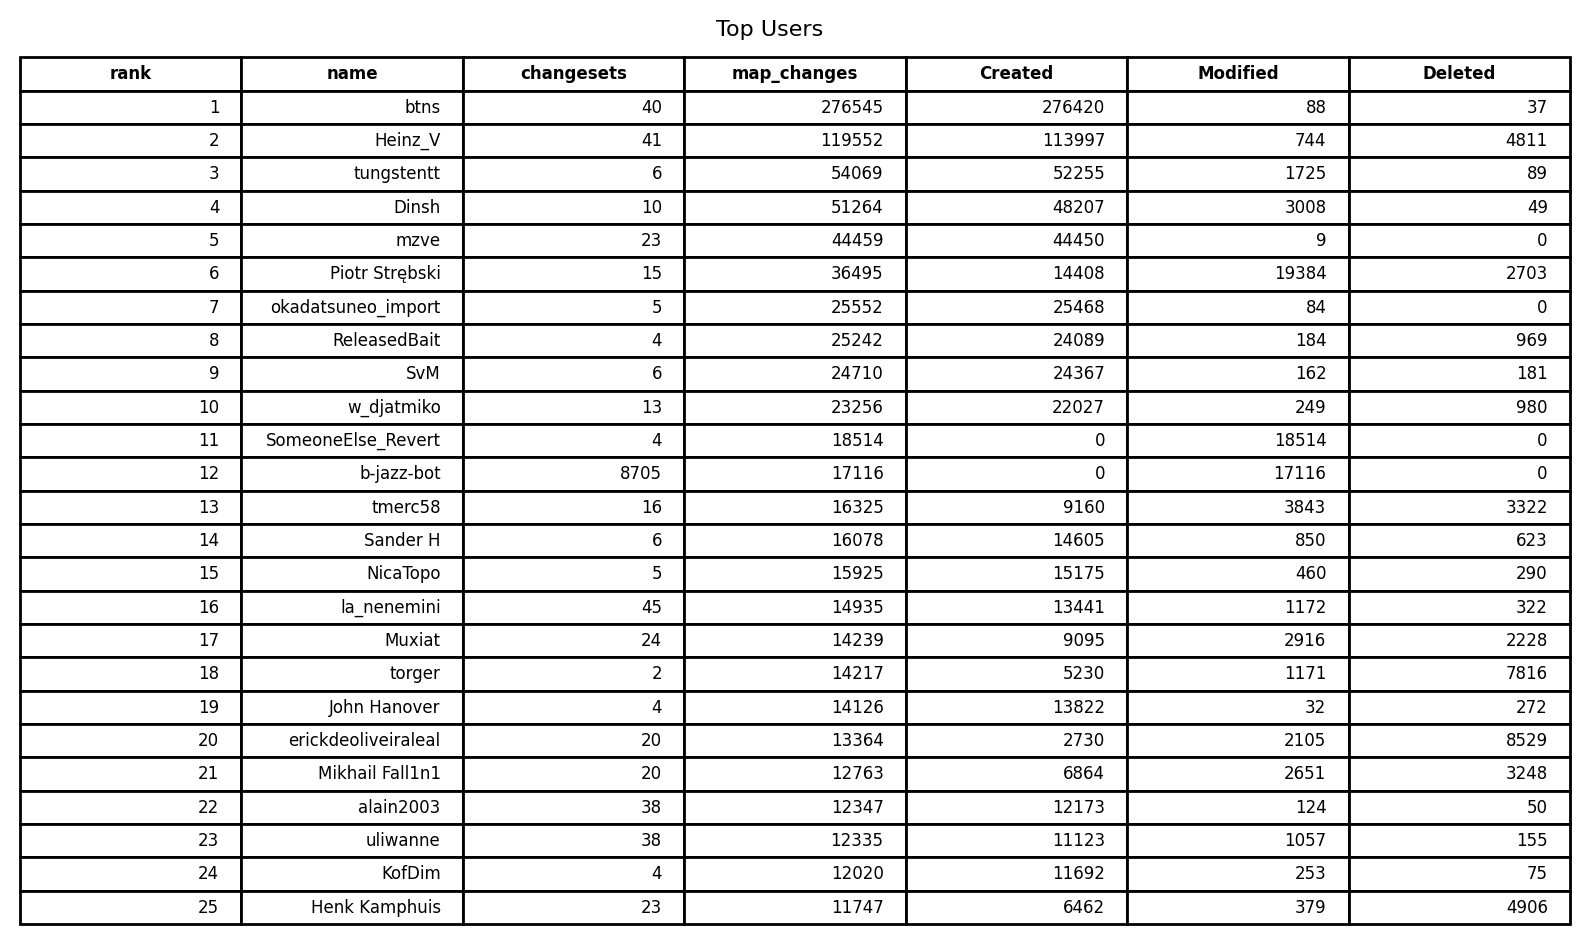 Top Users
rank name changesets map_changes Created Modified Deleted
1 btns 40 276545 276420 88 37
2 Heinz_V 41 119552 113997 744 4811
3 tungstentt 6 54069 52255 1725 89
4 Dinsh 10 51264 48207 3008 49
5 mzve 23 44459 44450 9 0
6 Piotr Strębski 15 36495 14408 19384 2703
7 okadatsuneo_import 5 25552 25468 84 0
8 ReleasedBait 4 25242 24089 184 969
9 SvM 6 24710 24367 162 181
10 w_djatmiko 13 23256 22027 249 980
11 SomeoneElse_Revert 4 18514 0 18514 0
12 b-jazz-bot 8705 17116 0 17116 0
13 tmerc58 16 16325 9160 3843 3322
14 Sander H 6 16078 14605 850 623
15 NicaTopo 5 15925 15175 460 290
16 la_nenemini 45 14935 13441 1172 322
17 Muxiat 24 14239 9095 2916 2228
18 torger 2 14217 5230 1171 7816
19 John Hanover 4 14126 13822 32 272
20 erickdeoliveiraleal 20 13364 2730 2105 8529
21 Mikhail Fall1n1 20 12763 6864 2651 3248
22 alain2003 38 12347 12173 124 50
23 uliwanne 38 12335 11123 1057 155
24 KofDim 4 12020 11692 253 75
25 Henk Kamphuis 23 11747 6462 379 4906